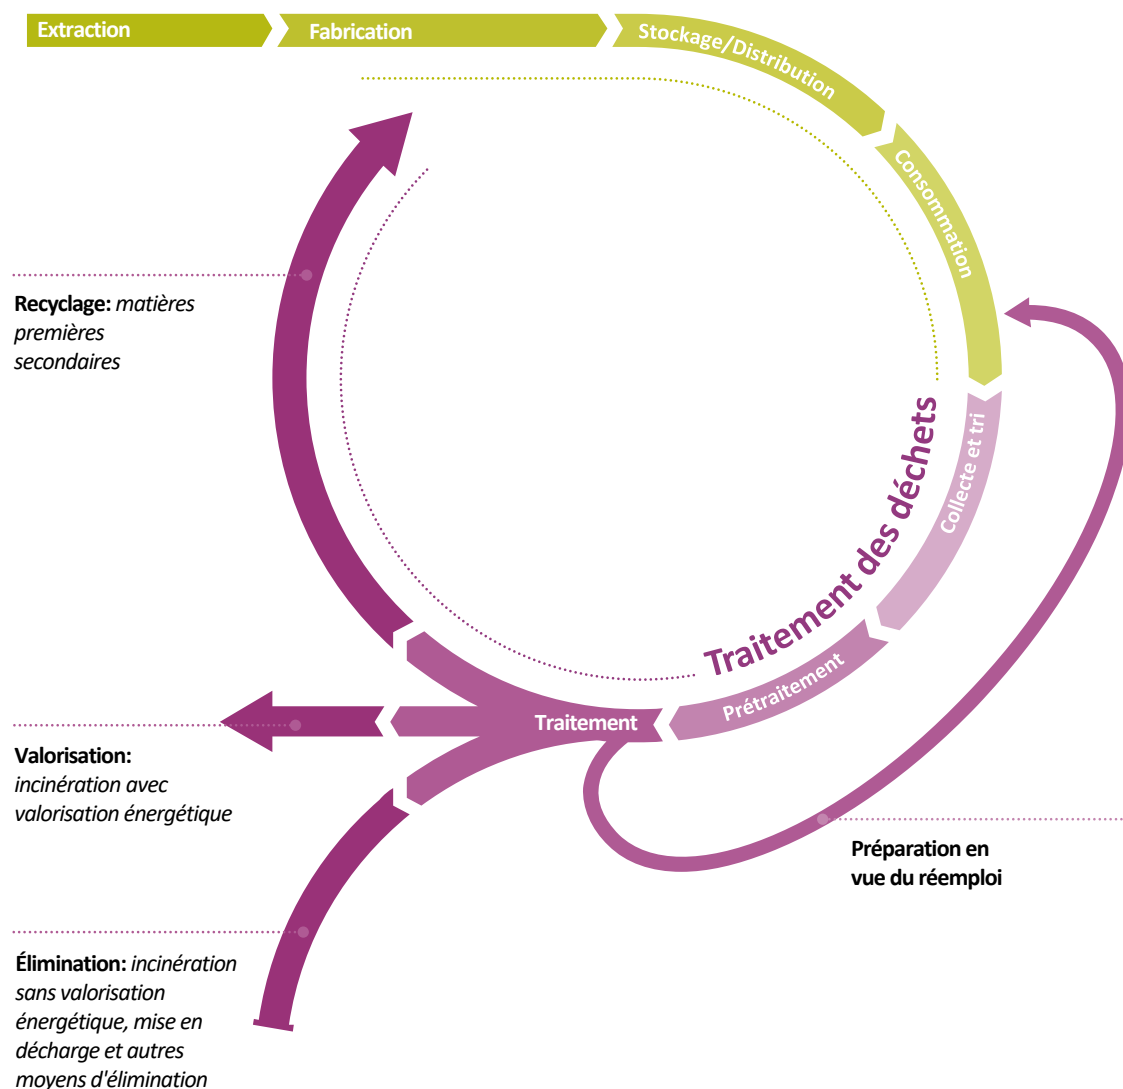 Extraction
Fabrication
Stockage/Distribution
Consommation
Recyclage: matières
premières
secondaires
Collecte et tri
Traitement des déchets
Prétraitement
Traitement
Valorisation:
incinération avec
valorisation énergétique
Préparation en
vue du réemploi
Élimination: incinération
sans valorisation
énergétique, mise en
décharge et autres
moyens d'élimination